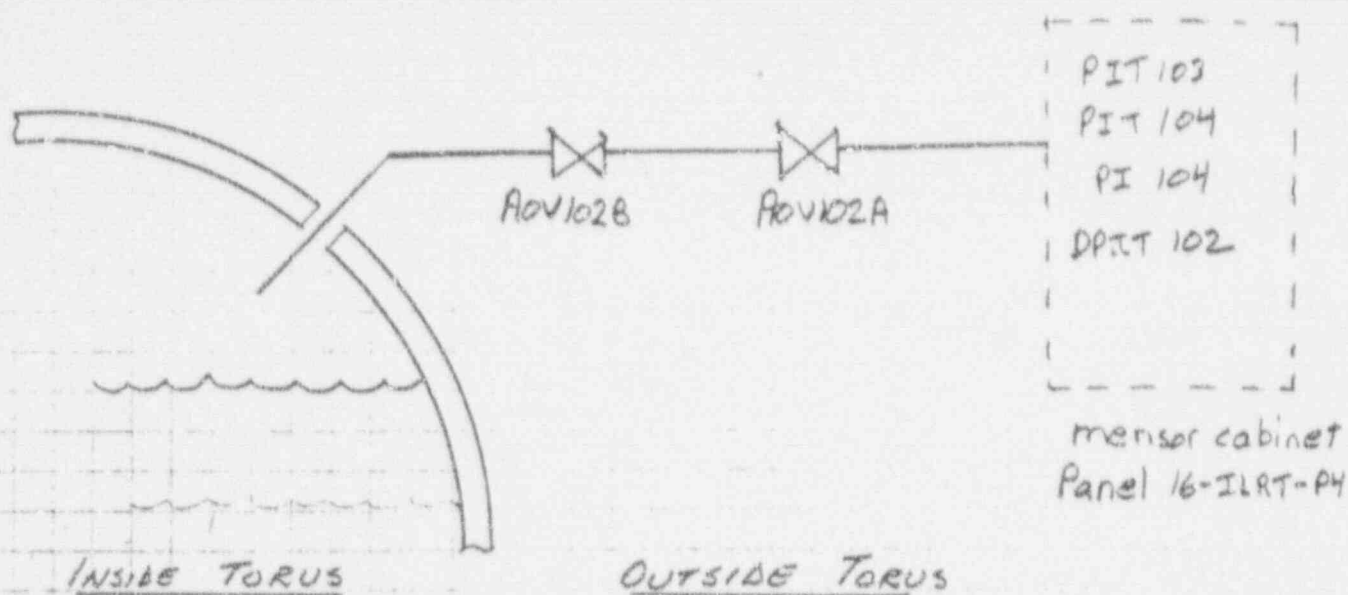 PIT 103
PIT 104
PI 104
DPIT 102
AOV102B
AOV102A
mensor cabinet
Panel 16-ILRT-P4
INSIDE TORUS
OUTSIDE TORUS